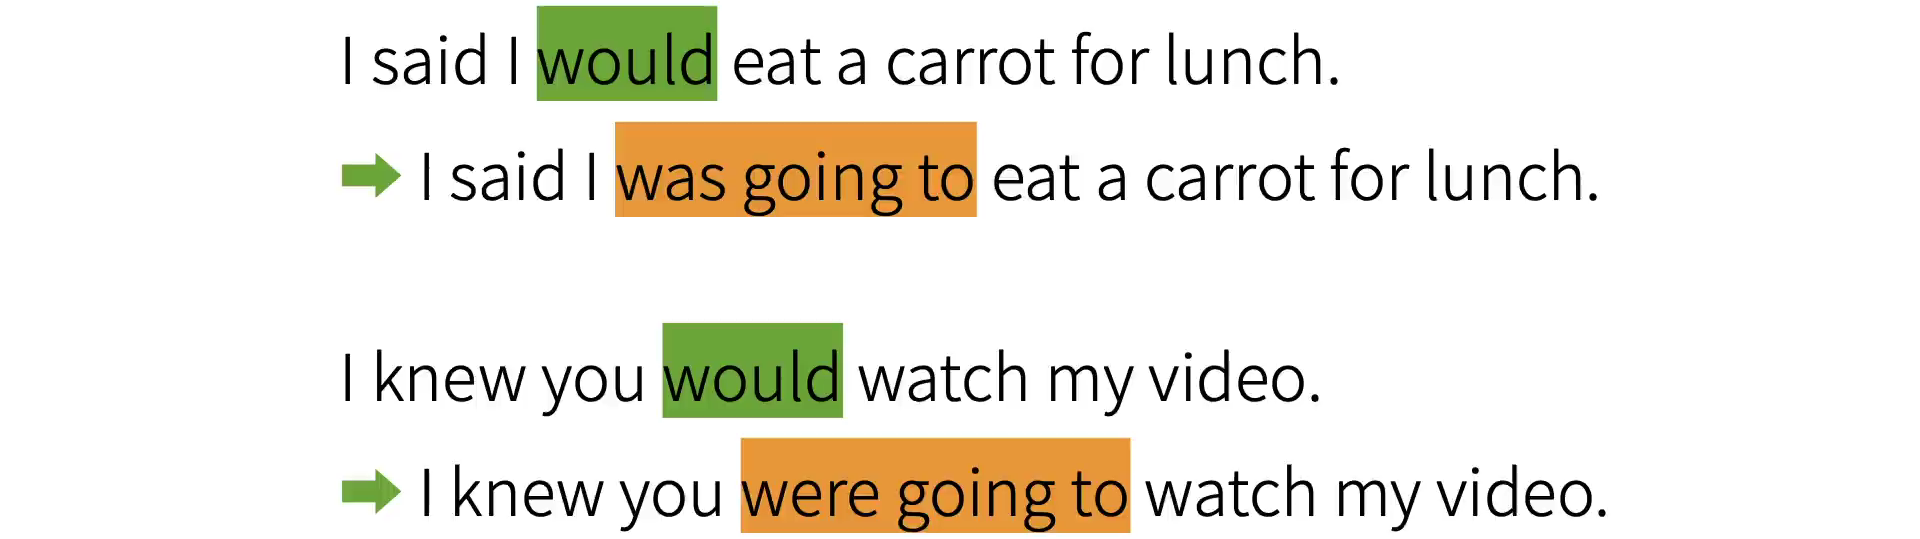 I said I would eat a carrot for lunch.
I said I was going to eat a carrot for lunch.
I knew you would watch my video.
I knew you were going to watch my video.